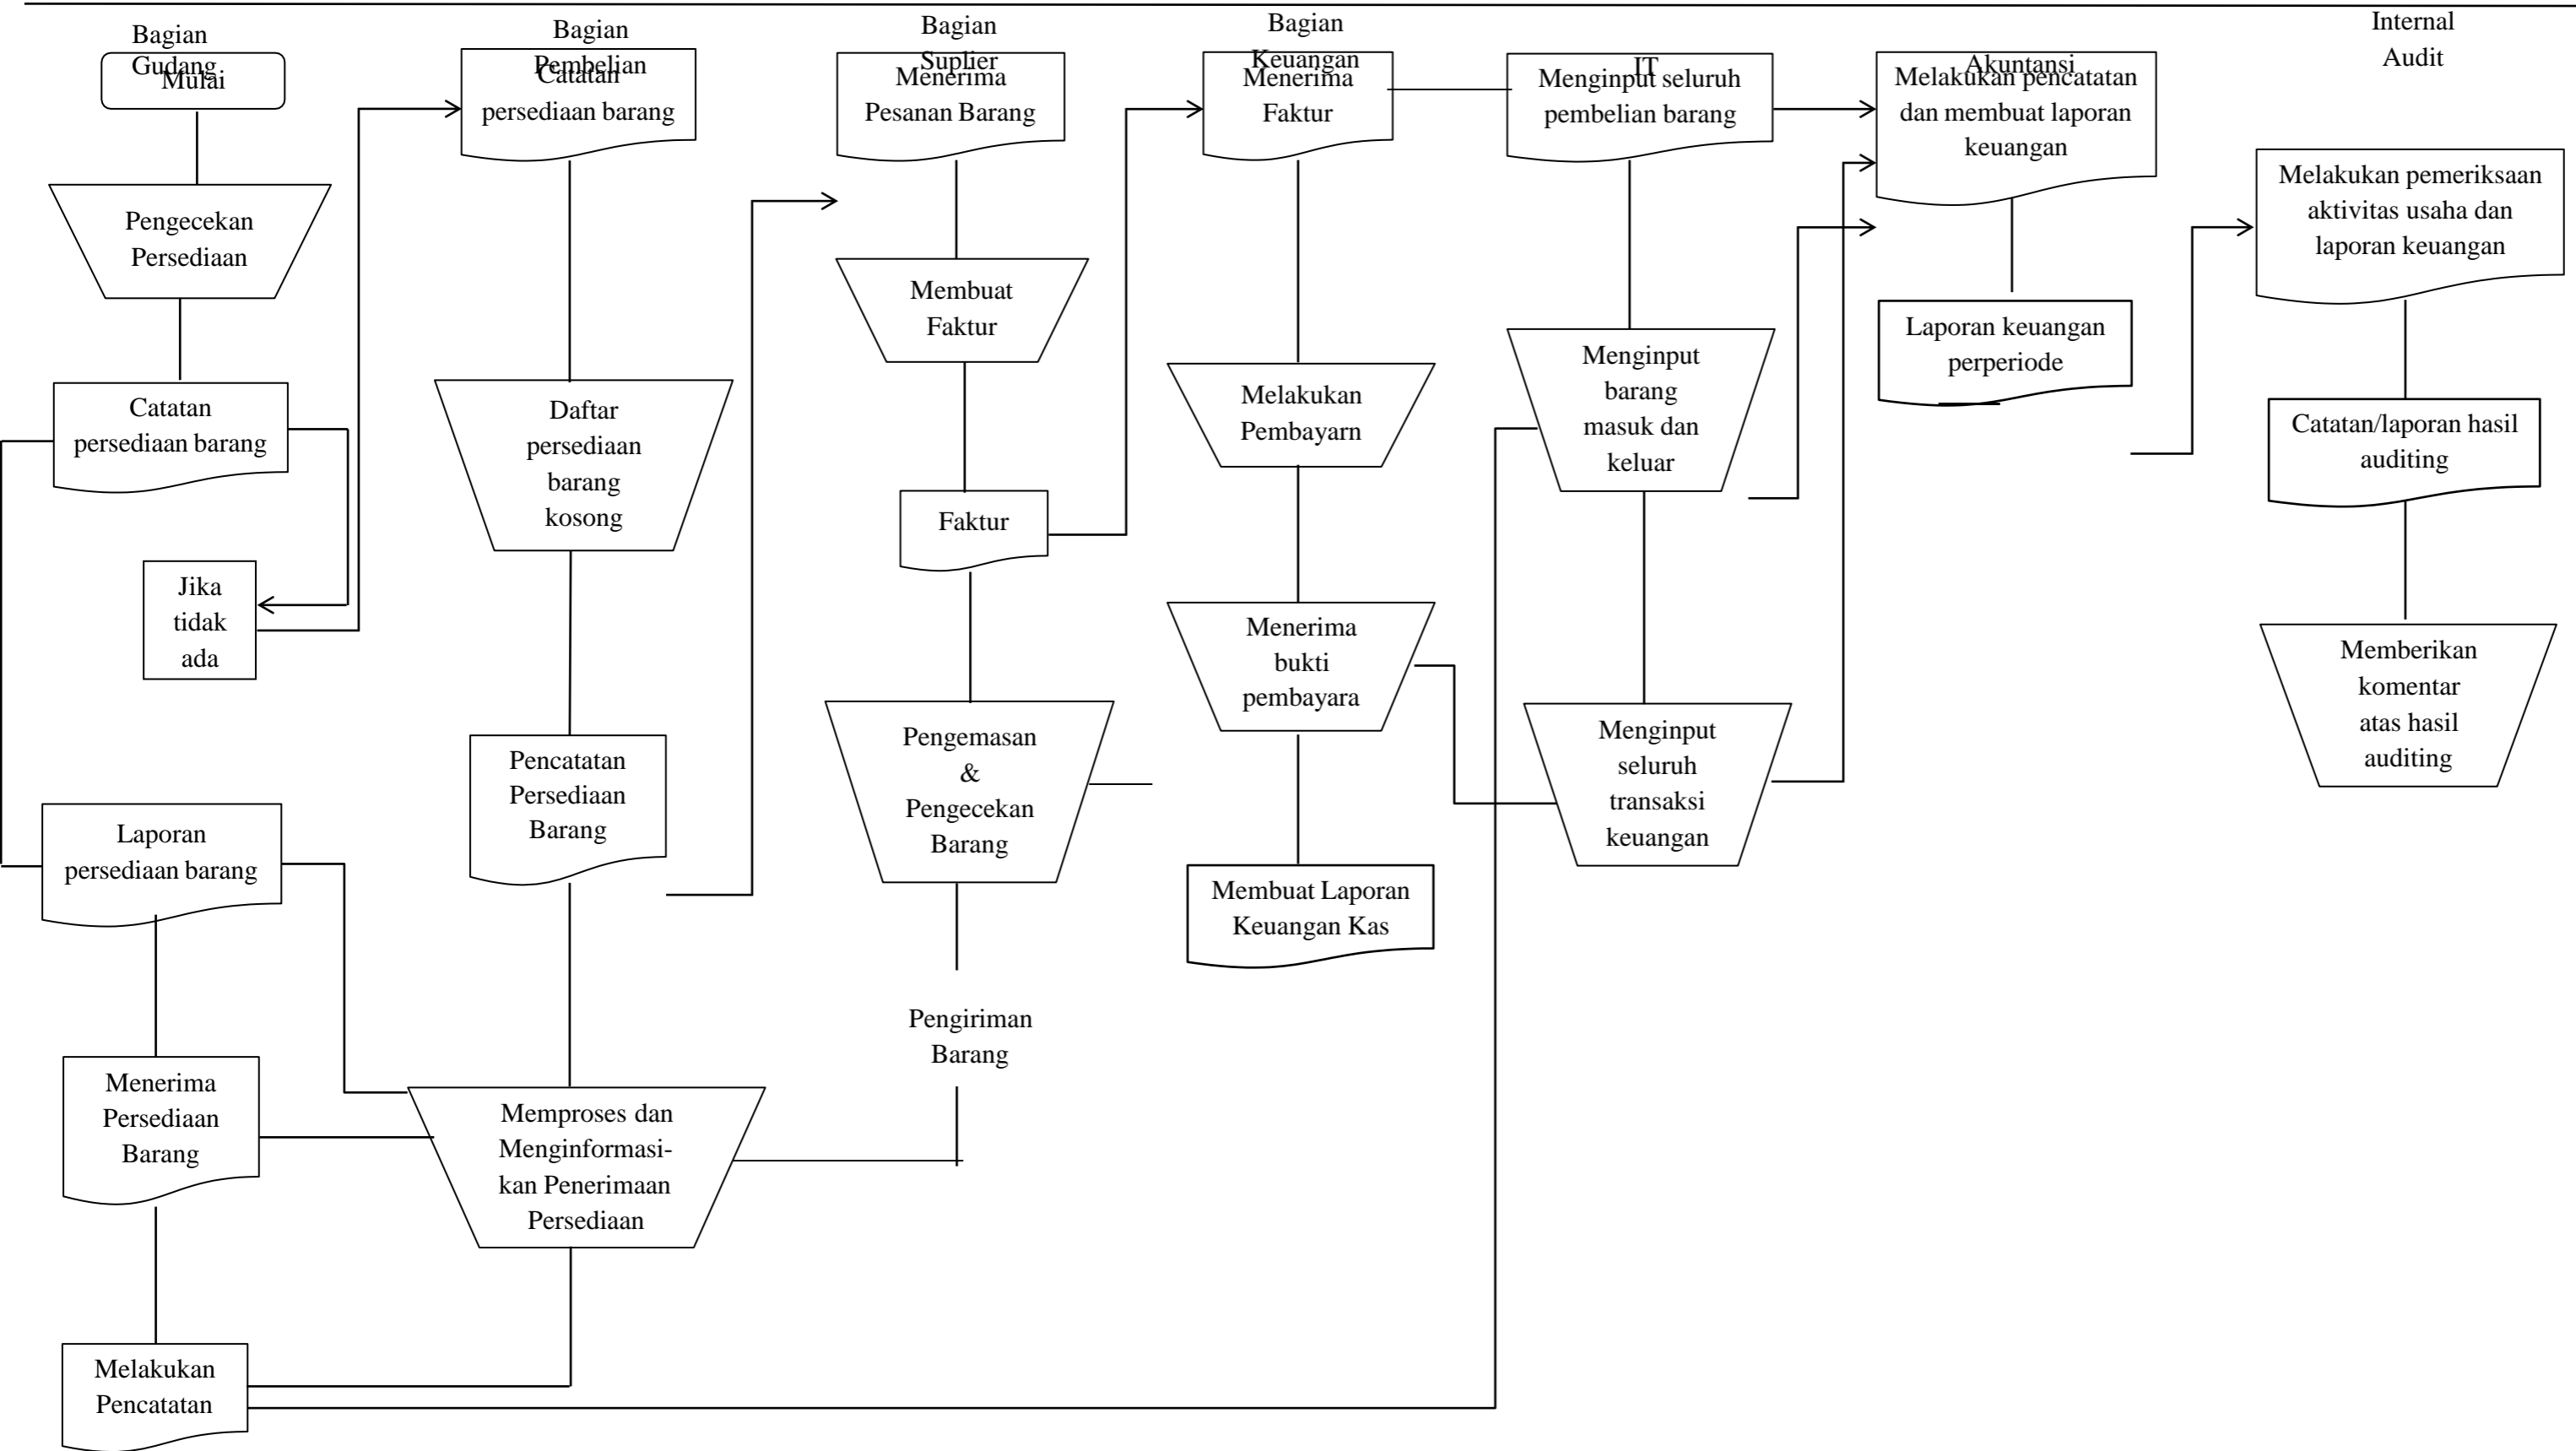 Bagian
Gudang
Mulai
Pengecekan
Persediaan
Catatan
persediaan barang
Jika
tidak
ada
Laporan
persediaan barang
Menerima
Persediaan
Barang
Melakukan
Pencatatan
Bagian
Pembelian
Catatan
persediaan barang
Daftar
persediaan
barang
kosong
Pencatatan
Persediaan
Barang
Memproses dan
Menginformasi-
kan Penerimaan
Persediaan
Bagian
Suplier
Menerima
Pesanan Barang
Membuat
Faktur
Faktur
Pengemasan
&
Pengecekan
Barang
Pengiriman
Barang
Bagian
Keuangan
Menerima
Faktur
Melakukan
Pembayarn
Menerima
bukti
pembayara
Membuat Laporan
Keuangan Kas
IT
Menginput seluruh
pembelian barang
Menginput
barang
masuk dan
keluar
Menginput
seluruh
transaksi
keuangan
Akuntansi
Melakukan pencatatan
dan membuat laporan
keuangan
Laporan keuangan
perperiode
Internal
Audit
Melakukan pemeriksaan
aktivitas usaha dan
laporan keuangan
Catatan/laporan hasil
auditing
Memberikan
komentar
atas hasil
auditing